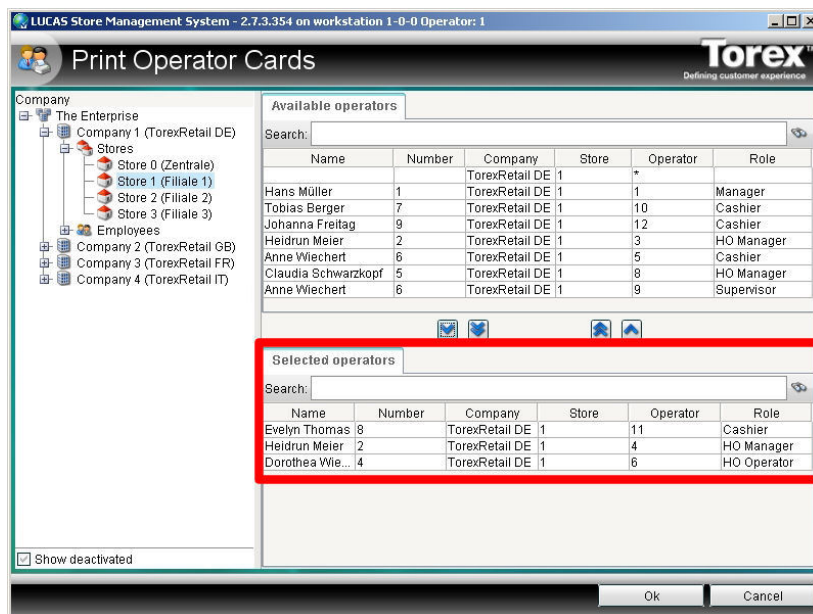 LUCAS Store Management System - 2.7.3.354 on workstation 1-0-0 Operator: 1
Print Operator Cards
Torex™
Defining customer experience
Company
The Enterprise
Company 1 (TorexRetail DE)
Stores
Store 0 (Zentrale)
Store 1 (Filiale 1)
Store 2 (Filiale 2)
Store 3 (Filiale 3)
Employees
Company 2 (TorexRetail GB)
Company 3 (TorexRetail FR)
Company 4 (TorexRetail IT)
Show deactivated
Available operators
Search:
Name Number Company Store Operator Role
TorexRetail DE 1 *
Hans Müller 1 TorexRetail DE 1 1 Manager
Tobias Berger 7 TorexRetail DE 1 10 Cashier
Johanna Freitag 9 TorexRetail DE 1 12 Cashier
Heidrun Meier 2 TorexRetail DE 1 3 HO Manager
Anne Wiechert 6 TorexRetail DE 1 5 Cashier
Claudia Schwarzkopf 5 TorexRetail DE 1 8 HO Manager
Anne Wiechert 6 TorexRetail DE 1 9 Supervisor
Selected operators
Search:
Name Number Company Store Operator Role
Evelyn Thomas 8 TorexRetail DE 1 11 Cashier
Heidrun Meier 2 TorexRetail DE 1 4 HO Manager
Dorothea Wie... 4 TorexRetail DE 1 6 HO Operator
Ok Cancel